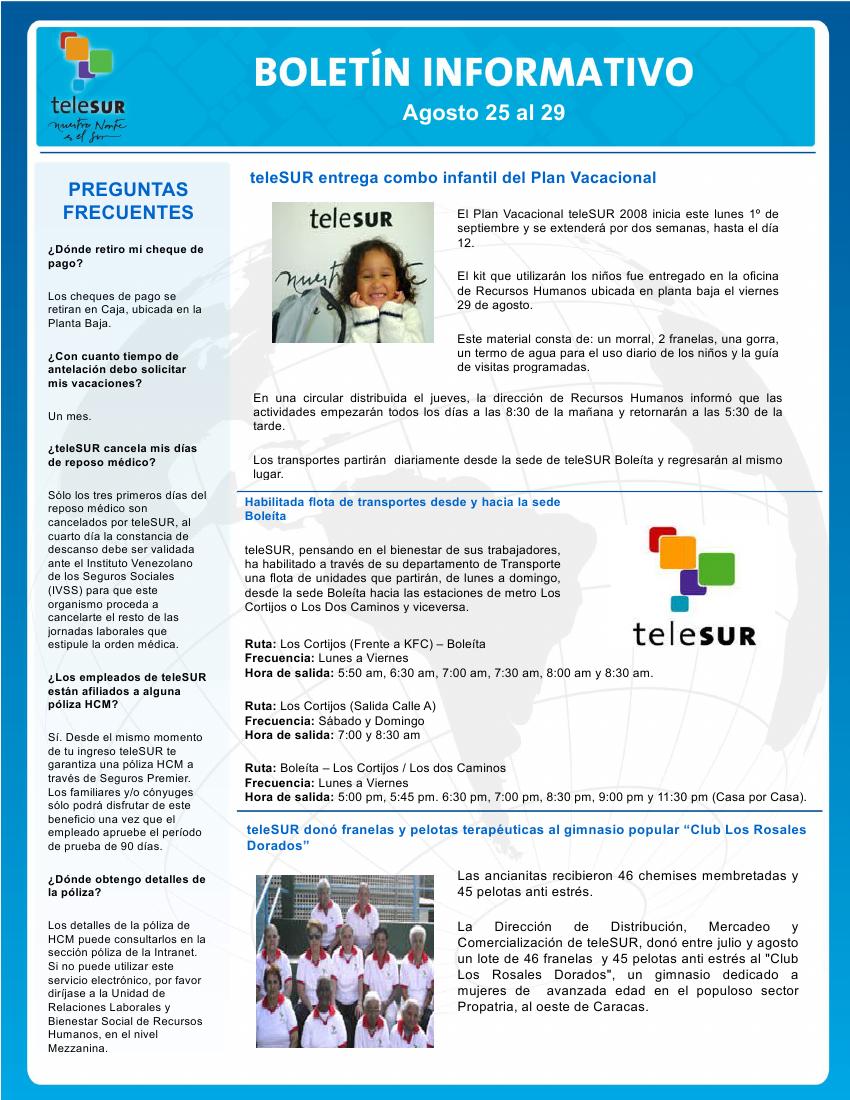 teleSUR
nuestro Norte
es el Sur
BOLETÍN INFORMATIVO
Agosto 25 al 29
PREGUNTAS
FRECUENTES
¿Dónde retiro mi cheque de
pago?
Los cheques de pago se
retiran en Caja, ubicada en la
Planta Baja.
¿Con cuanto tiempo de
antelación debo solicitar
mis vacaciones?
Un mes.
¿teleSUR cancela mis días
de reposo médico?
Sólo los tres primeros días del
reposo médico son
cancelados por teleSUR, al
cuarto día la constancia de
descanso debe ser validada
ante el Instituto Venezolano
de los Seguros Sociales
(IVSS) para que este
organismo proceda a
cancelarte el resto de las
jornadas laborales que
estipule la orden médica.
¿Los empleados de teleSUR
están afiliados a alguna
póliza HCM?
Sí. Desde el mismo momento
de tu ingreso teleSUR te
garantiza una póliza HCM a
través de Seguros Premier.
Los familiares y/o cónyuges
sólo podrá disfrutar de este
beneficio una vez que el
empleado apruebe el período
de prueba de 90 días.
¿Dónde obtengo detalles de
la póliza?
Los detalles de la póliza de
HCM puede consultarlos en la
sección póliza de la Intranet.
Si no puede utilizar este
servicio electrónico, por favor
diríjase a la Unidad de
Relaciones Laborales y
Bienestar Social de Recursos
Humanos, en el nivel
Mezzanina.
teleSUR entrega combo infantil del Plan Vacacional
teleSUR
nuest
El Plan Vacacional teleSUR 2008 inicia este lunes 1º de
septiembre y se extenderá por dos semanas, hasta el día
12.
El kit que utilizarán los niños fue entregado en la oficina
de Recursos Humanos ubicada en planta baja el viernes
29 de agosto.
Este material consta de: un morral, 2 franelas, una gorra,
un termo de agua para el uso diario de los niños y la guía
de visitas programadas.
En una circular distribuida el jueves, la dirección de Recursos Humanos informó que las
actividades empezarán todos los días a las 8:30 de la mañana y retornarán a las 5:30 de la
tarde.
Los transportes partirán diariamente desde la sede de teleSUR Boleíta y regresarán al mismo
lugar.
Habilitada flota de transportes desde y hacia la sede
Boleíta
teleSUR, pensando en el bienestar de sus trabajadores,
ha habilitado a través de su departamento de Transporte
una flota de unidades que partirán, de lunes a domingo,
desde la sede Boleíta hacia las estaciones de metro Los
Cortijos o Los Dos Caminos y viceversa.
teleSUR
Ruta: Los Cortijos (Frente a KFC) – Boleíta
Frecuencia: Lunes a Viernes
Hora de salida: 5:50 am, 6:30 am, 7:00 am, 7:30 am, 8:00 am y 8:30 am.
Ruta: Los Cortijos (Salida Calle A)
Frecuencia: Sábado y Domingo
Hora de salida: 7:00 y 8:30 am
Ruta: Boleíta – Los Cortijos / Los dos Caminos
Frecuencia: Lunes a Viernes
Hora de salida: 5:00 pm, 5:45 pm. 6:30 pm, 7:00 pm, 8:30 pm, 9:00 pm y 11:30 pm (Casa por Casa).
teleSUR donó franelas y pelotas terapéuticas al gimnasio popular “Club Los Rosales
Dorados”
Las ancianitas recibieron 46 chemises membretadas y
45 pelotas anti estrés.
La Dirección de Distribución, Mercadeo y
Comercialización de teleSUR, donó entre julio y agosto
un lote de 46 franelas y 45 pelotas anti estrés al "Club
Los Rosales Dorados", un gimnasio dedicado a
mujeres de avanzada edad en el populoso sector
Propatria, al oeste de Caracas.